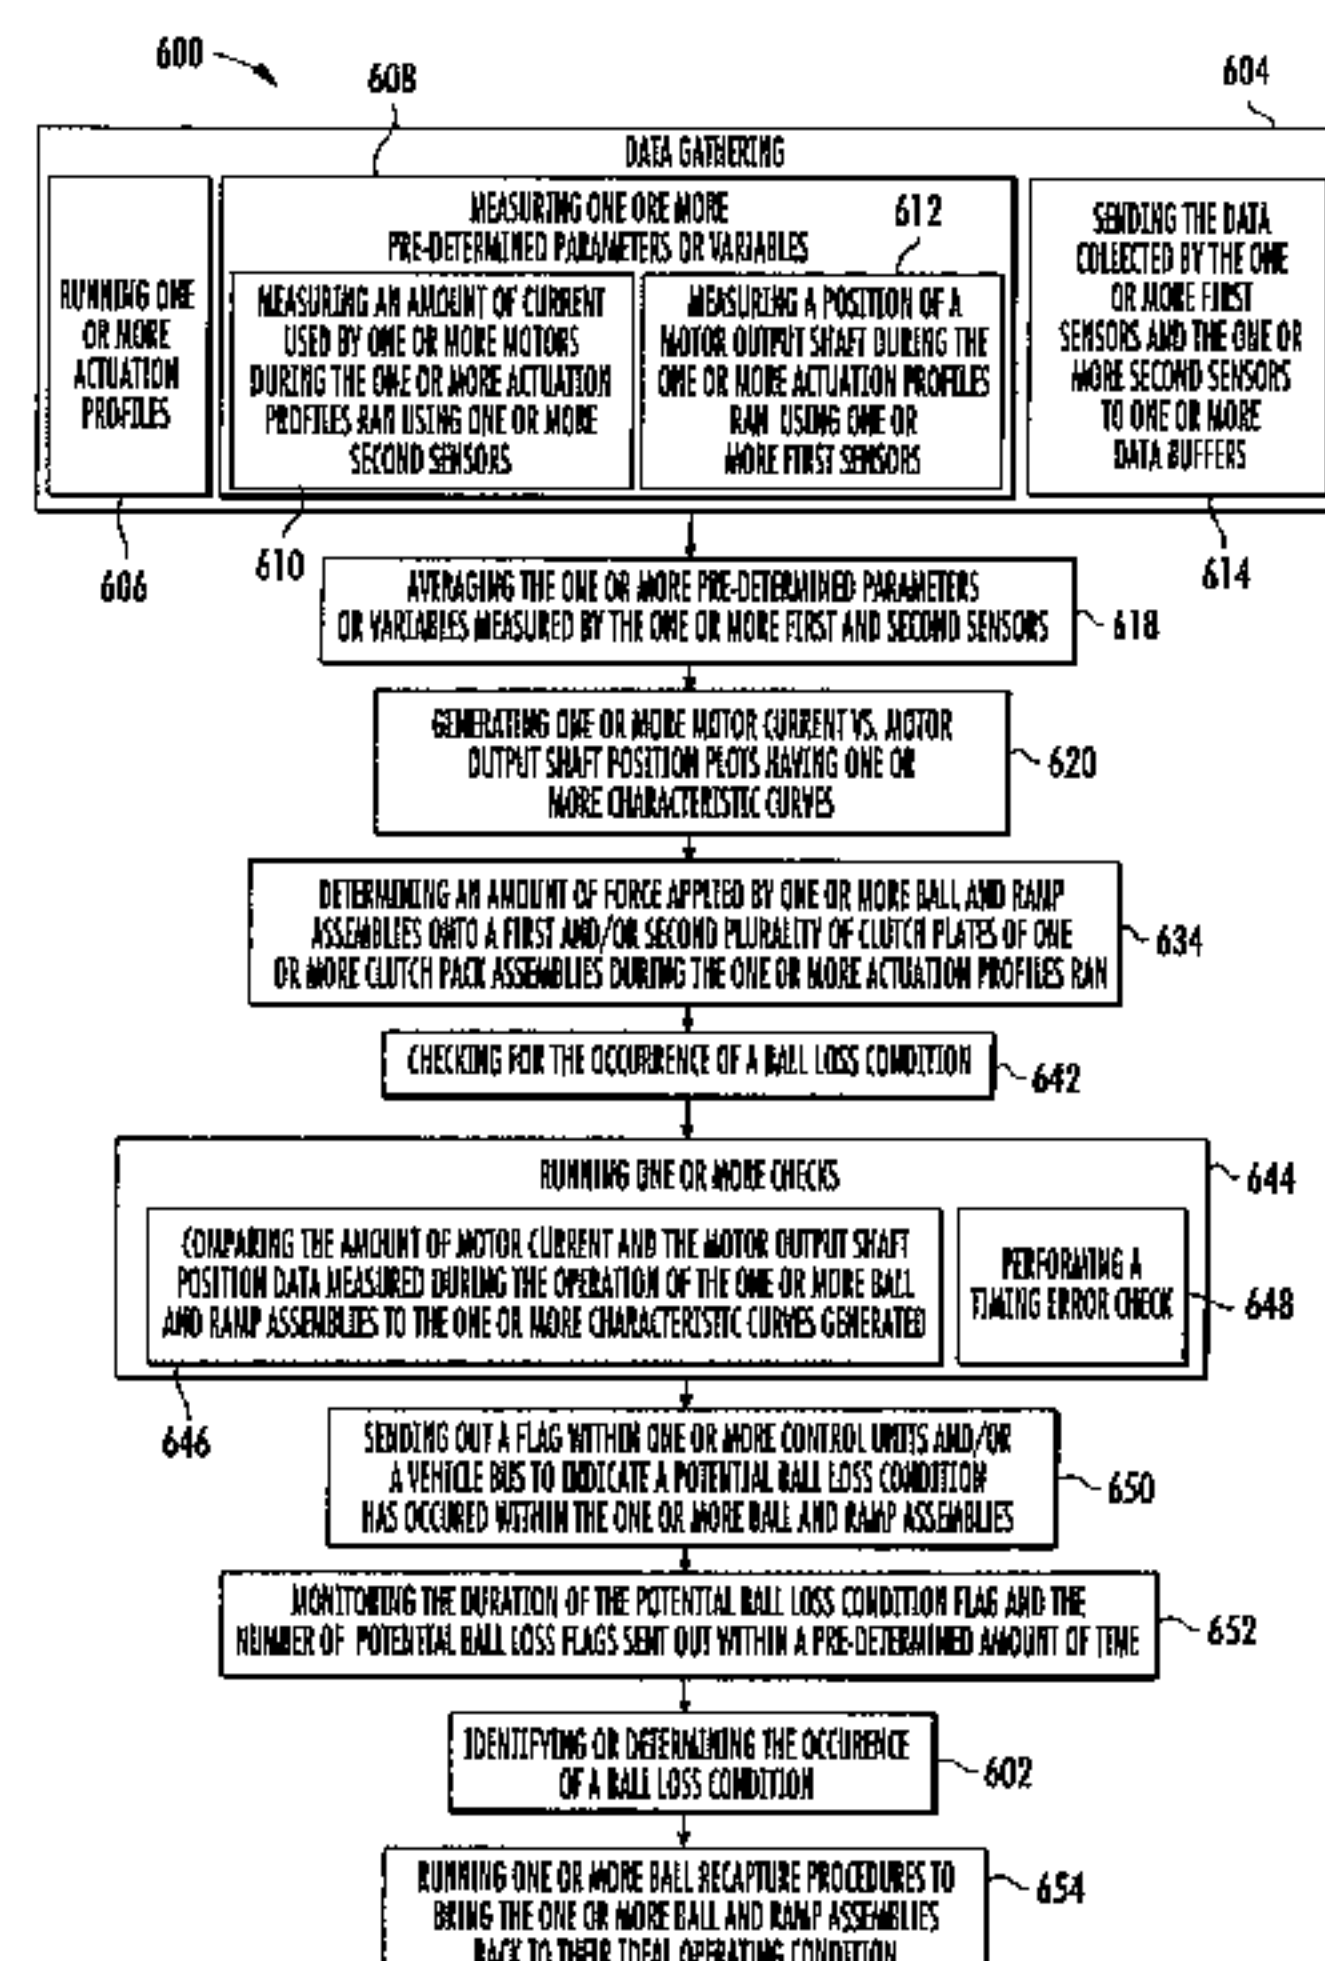 600
608
604
DATA GATHERING
RUNNING ONE
OR MORE
ACTUATION
PROFILES
606
MEASURING ONE ORE MORE
PRE-DETERMINED PARAMETERS OR VARIABLES
612
MEASURING AN AMOUNT OF CURRENT
USED BY ONE OR MORE MOTORS
DURING THE ONE OR MORE ACTUATION
PROFILES RAN USING ONE OR MORE
SECOND SENSORS
610
MEASURING A POSITION OF A
MOTOR OUTPUT SHAFT DURING THE
ONE OR MORE ACTUATION PROFILES
RAN USING ONE OR
MORE FIRST SENSORS
SENDING THE DATA
COLLECTED BY THE ONE
OR MORE FIRST
SENSORS AND THE ONE OR
MORE SECOND SENSORS
TO ONE OR MORE
DATA BUFFERS
614
AVERAGING THE ONE OR MORE PRE-DETERMINED PARAMETERS
OR VARIABLES MEASURED BY THE ONE OR MORE FIRST AND SECOND SENSORS
618
GENERATING ONE OR MORE MOTOR CURRENT VS. MOTOR
OUTPUT SHAFT POSITION PLOTS HAVING ONE OR
MORE CHARACTERISTIC CURVES
620
DETERMINING AN AMOUNT OF FORCE APPLIED BY ONE OR MORE BALL AND RAMP
ASSEMBLIES ONTO A FIRST AND/OR SECOND PLURALITY OF CLUTCH PLATES OF ONE
OR MORE CLUTCH PACK ASSEMBLIES DURING THE ONE OR MORE ACTUATION PROFILES RAN
634
CHECKING FOR THE OCCURRENCE OF A BALL LOSS CONDITION
642
RUNNING ONE OR MORE CHECKS
644
COMPARING THE AMOUNT OF MOTOR CURRENT AND THE MOTOR OUTPUT SHAFT
POSITION DATA MEASURED DURING THE OPERATION OF THE ONE OR MORE BALL
AND RAMP ASSEMBLIES TO THE ONE OR MORE CHARACTERISTIC CURVES GENERATED
646
PERFORMING A
TIMING ERROR CHECK
648
SENDING OUT A FLAG WITHIN ONE OR MORE CONTROL UNITS AND/OR
A VEHICLE BUS TO INDICATE A POTENTIAL BALL LOSS CONDITION
HAS OCCURED WITHIN THE ONE OR MORE BALL AND RAMP ASSEMBLIES
650
MONITORING THE DURATION OF THE POTENTIAL BALL LOSS CONDITION FLAG AND THE
NUMBER OF POTENTIAL BALL LOSS FLAGS SENT OUT WITHIN A PRE-DETERMINED AMOUNT OF TIME
652
IDENTIFYING OR DETERMINING THE OCCURENCE
OF A BALL LOSS CONDITION
602
RUNNING ONE OR MORE BALL RECAPTURE PROCEDURES TO
BRING THE ONE OR MORE BALL AND RAMP ASSEMBLIES
BACK TO THEIR IDEAL OPERATING CONDITION
654